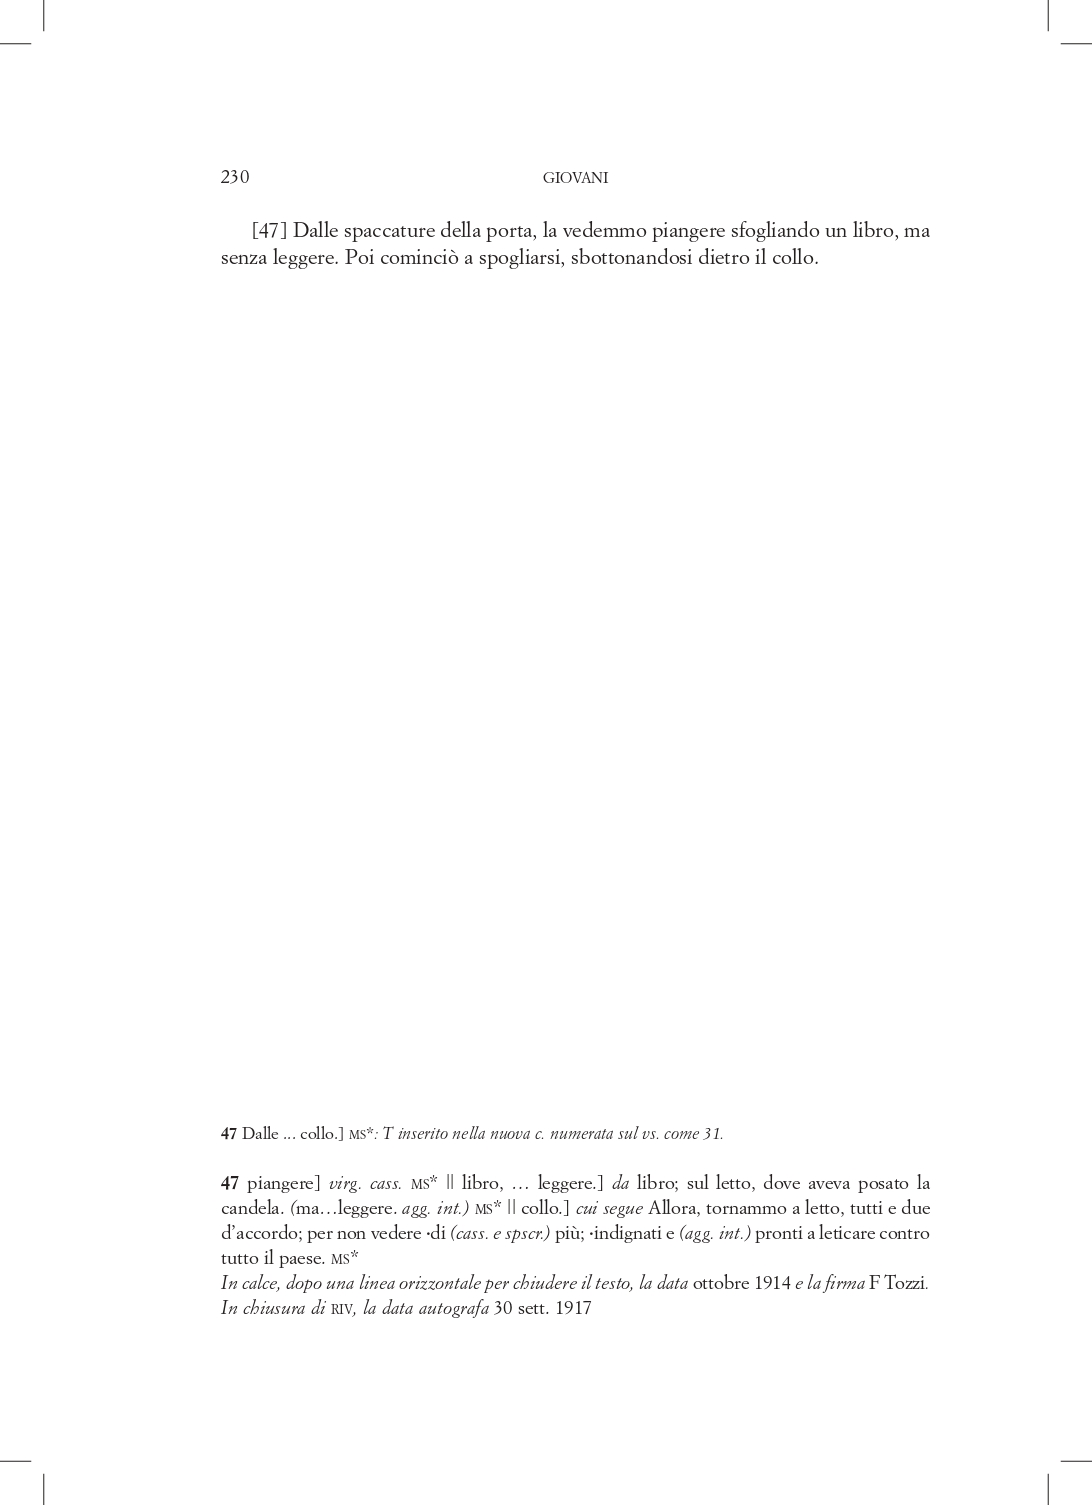 230 GIOVANI
[47] Dalle spaccature della porta, la vedemmo piangere sfogliando un libro, ma
senza leggere. Poi cominciò a spogliarsi, sbottonandosi dietro il collo.
47 Dalle ... collo.] MS*: T inserito nella nuova c. numerata sul vs. come 31.
47 piangere] virg. cass. MS* || libro, … leggere.] da libro; sul letto, dove aveva posato la
candela. (ma…leggere. agg. int.) MS* || collo.] cui segue Allora, tornammo a letto, tutti e due
d’accordo; per non vedere ·di (cass. e spscr.) più; ·indignati e (agg. int.) pronti a leticare contro
tutto il paese. MS*
In calce, dopo una linea orizzontale per chiudere il testo, la data ottobre 1914 e la firma F Tozzi.
In chiusura di RIV, la data autografa 30 sett. 1917